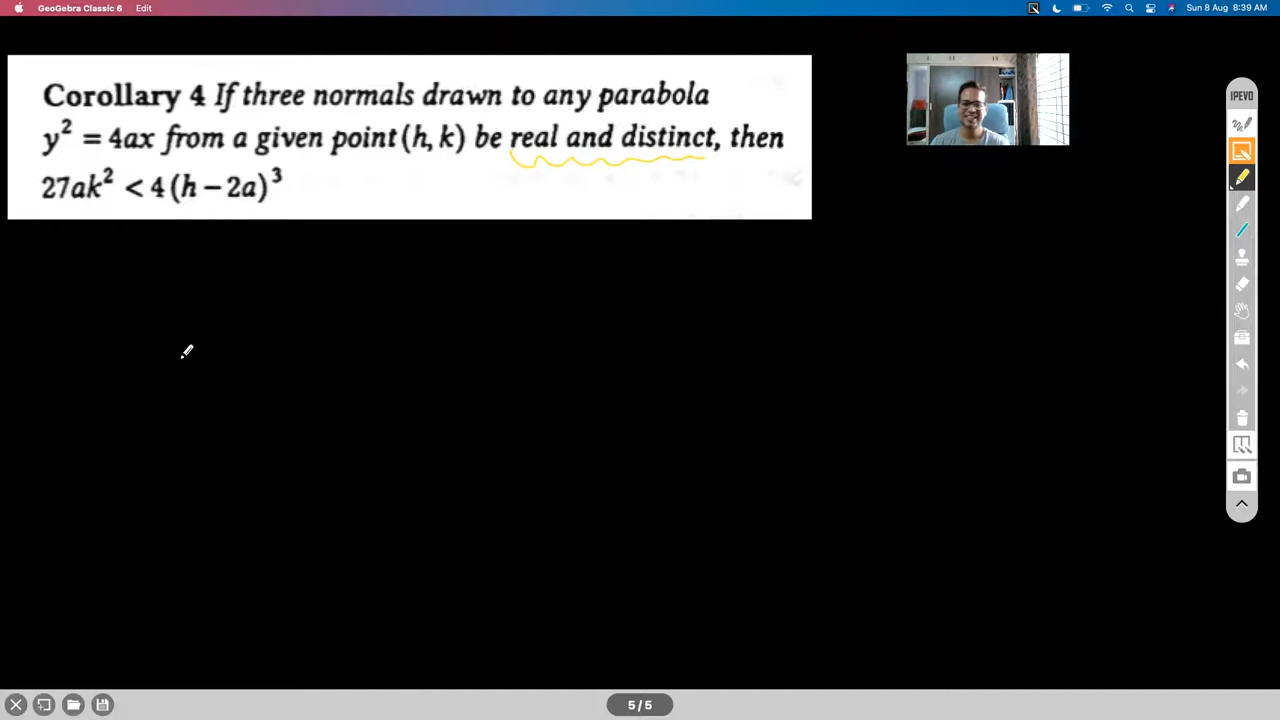 GeoGebra Classic 6 Edit
Sun 8 Aug 8:39 AM
Corollary 4 If three normals drawn to any parabola
y² = 4ax from a given point (h, k) be real and distinct, then
27ak² < 4(h – 2a)³
IPEVO
5 / 5